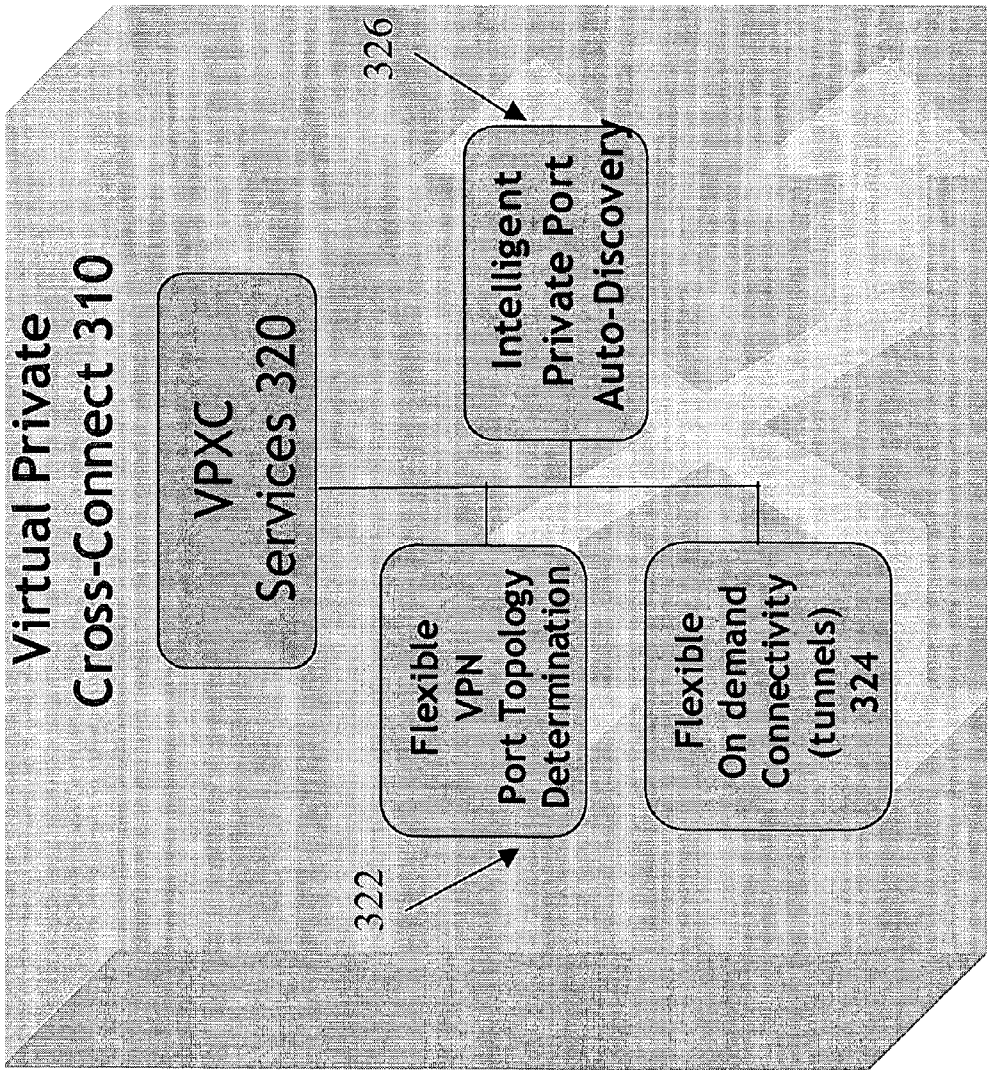 Virtual Private
Cross-Connect 310
VPXC
Services 320
322
Flexible
VPN
Port Topology
Determination
326
Intelligent
Private Port
Auto-Discovery
Flexible
On demand
Connectivity
(tunnels)
324